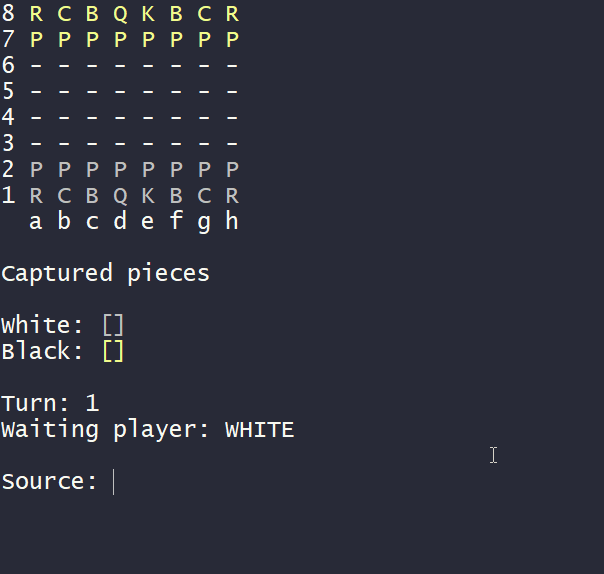 8 R C B Q K B C R
7 P P P P P P P P
6 - - - - - - - -
5 - - - - - - - -
4 - - - - - - - -
3 - - - - - - - -
2 P P P P P P P P
1 R C B Q K B C R
a b c d e f g h
Captured pieces
White: []
Black: []
Turn: 1
Waiting player: WHITE
Source: